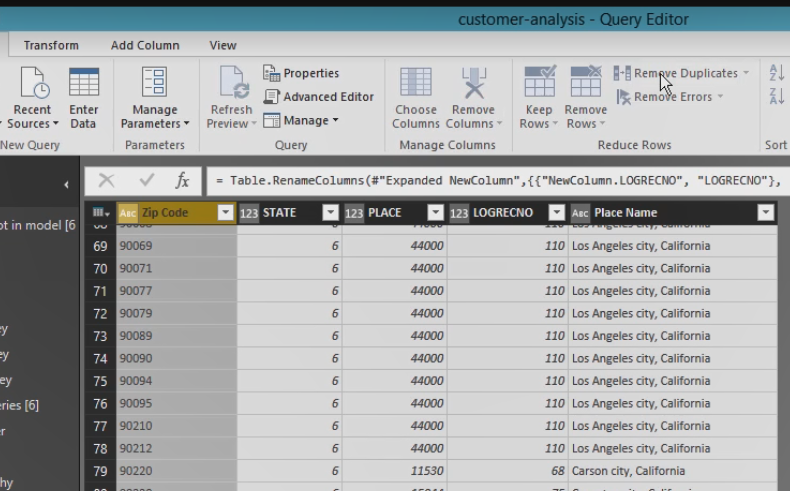 customer-analysis - Query Editor
Transform Add Column View
Properties
Advanced Editor
Manage
Recent Sources
Enter Data
Manage Parameters
Refresh Preview
Choose Columns
Remove Columns
Keep Rows
Remove Rows
Remove Duplicates
Remove Errors
A Z
Z A
New Query Parameters Query Manage Columns Reduce Rows Sort
fx = Table.RenameColumns(#"Expanded NewColumn",{{"NewColumn.LOGRECNO", "LOGRECNO"},
ot in model [6
ey
ey
ey
eries [6]
er
hy
ABC Zip Code 123 STATE 123 PLACE 123 LOGRECNO ABC Place Name
69 90069 6 44000 110 Los Angeles city, California
70 90071 6 44000 110 Los Angeles city, California
71 90077 6 44000 110 Los Angeles city, California
72 90079 6 44000 110 Los Angeles city, California
73 90089 6 44000 110 Los Angeles city, California
74 90090 6 44000 110 Los Angeles city, California
75 90094 6 44000 110 Los Angeles city, California
76 90095 6 44000 110 Los Angeles city, California
77 90210 6 44000 110 Los Angeles city, California
78 90212 6 44000 110 Los Angeles city, California
79 90220 6 11530 68 Carson city, California